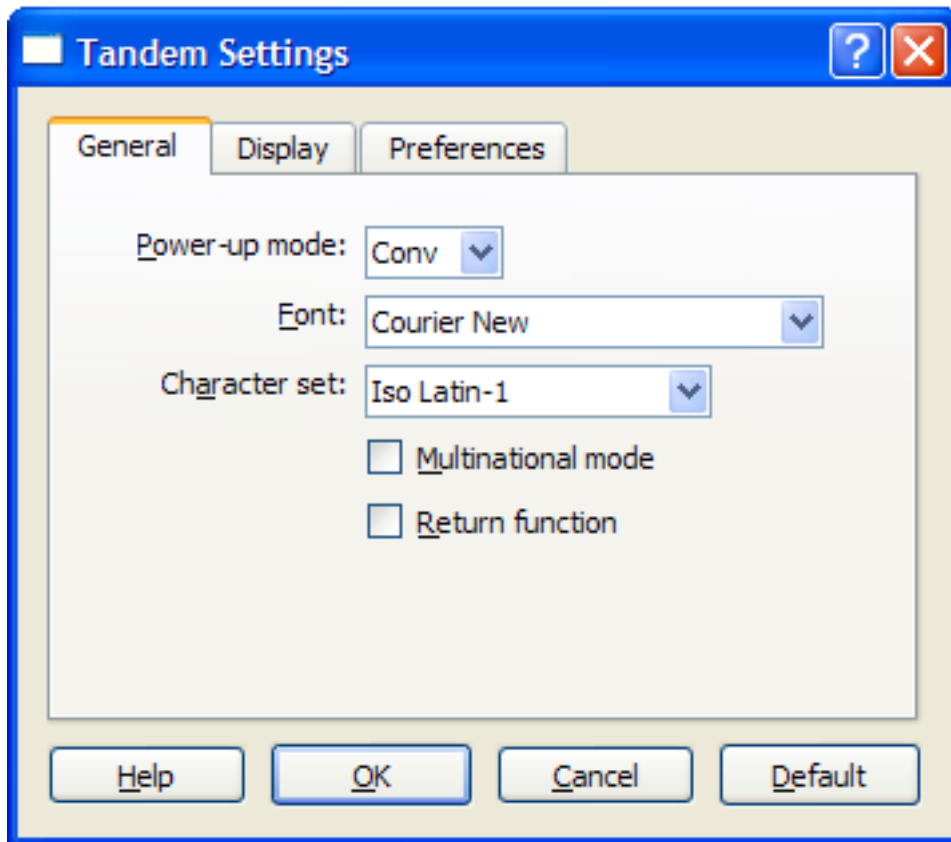 Tandem Settings
General Display Preferences
Power-up mode: Conv
Font: Courier New
Character set: Iso Latin-1
Multinational mode
Return function
Help OK Cancel Default